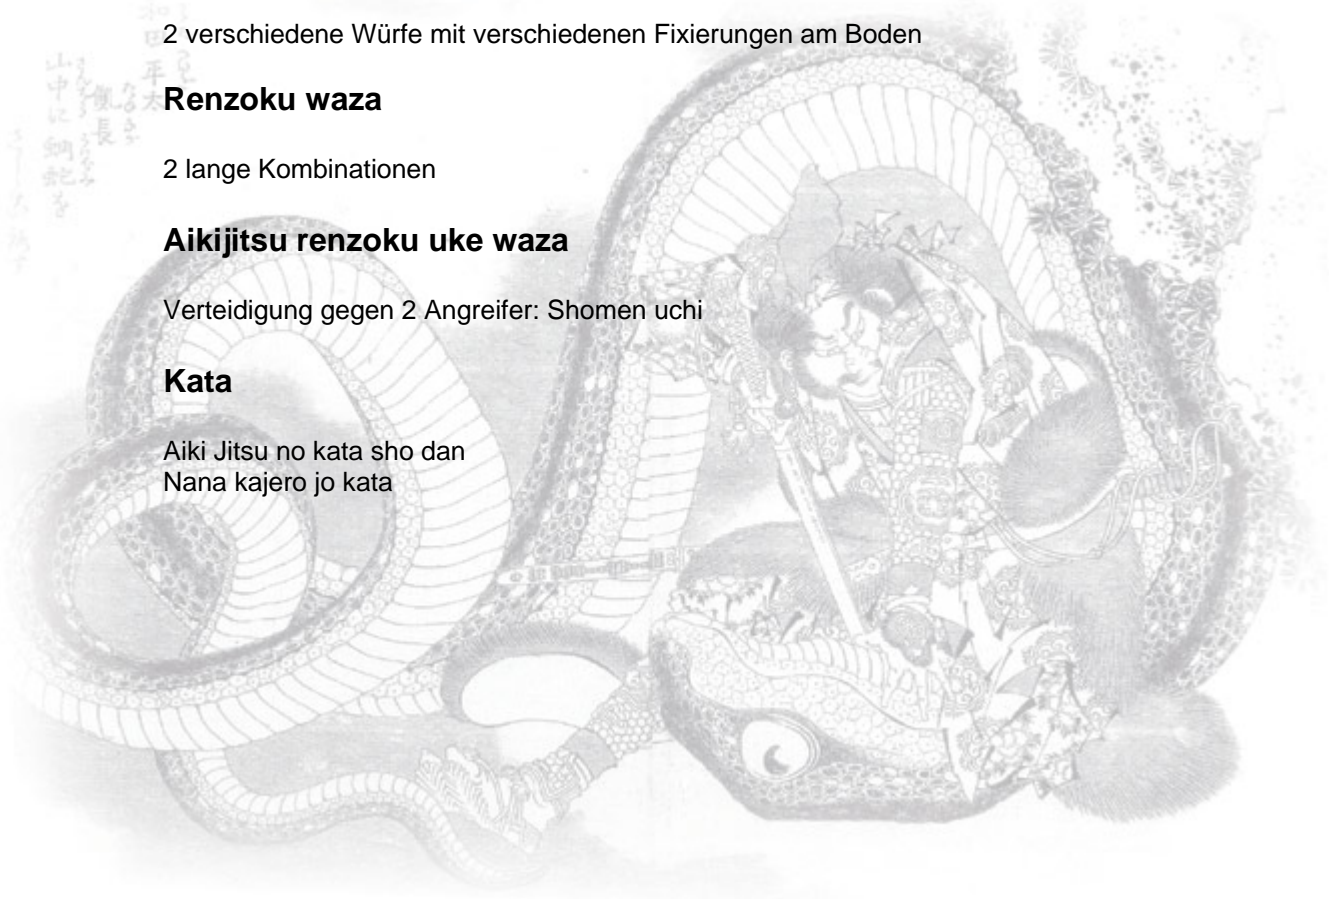 2 verschiedene Würfe mit verschiedenen Fixierungen am Boden
Renzoku waza
2 lange Kombinationen
Aikijitsu renzoku uke waza
Verteidigung gegen 2 Angreifer: Shomen uchi
Kata
Aiki Jitsu no kata sho dan
Nana kajero jo kata